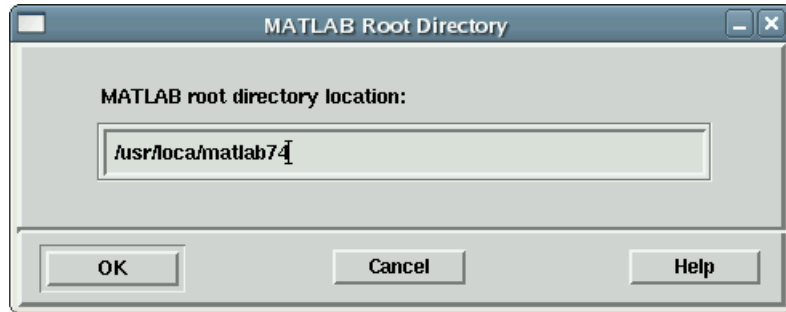 MATLAB Root Directory
MATLAB root directory location:
/usr/loca/matlab74
OK
Cancel
Help